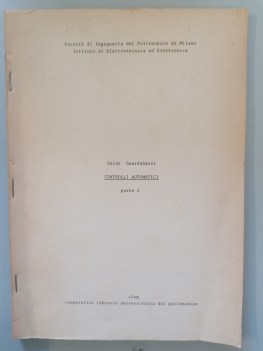 Facoltà di Ingegneria del Politecnico di Milano
Istituto di Elettrotecnica ed Elettronica
Guido Guardabassi
CONTROLLI AUTOMATICI
parte I
clup
cooperativa libraria universitaria del politecnico